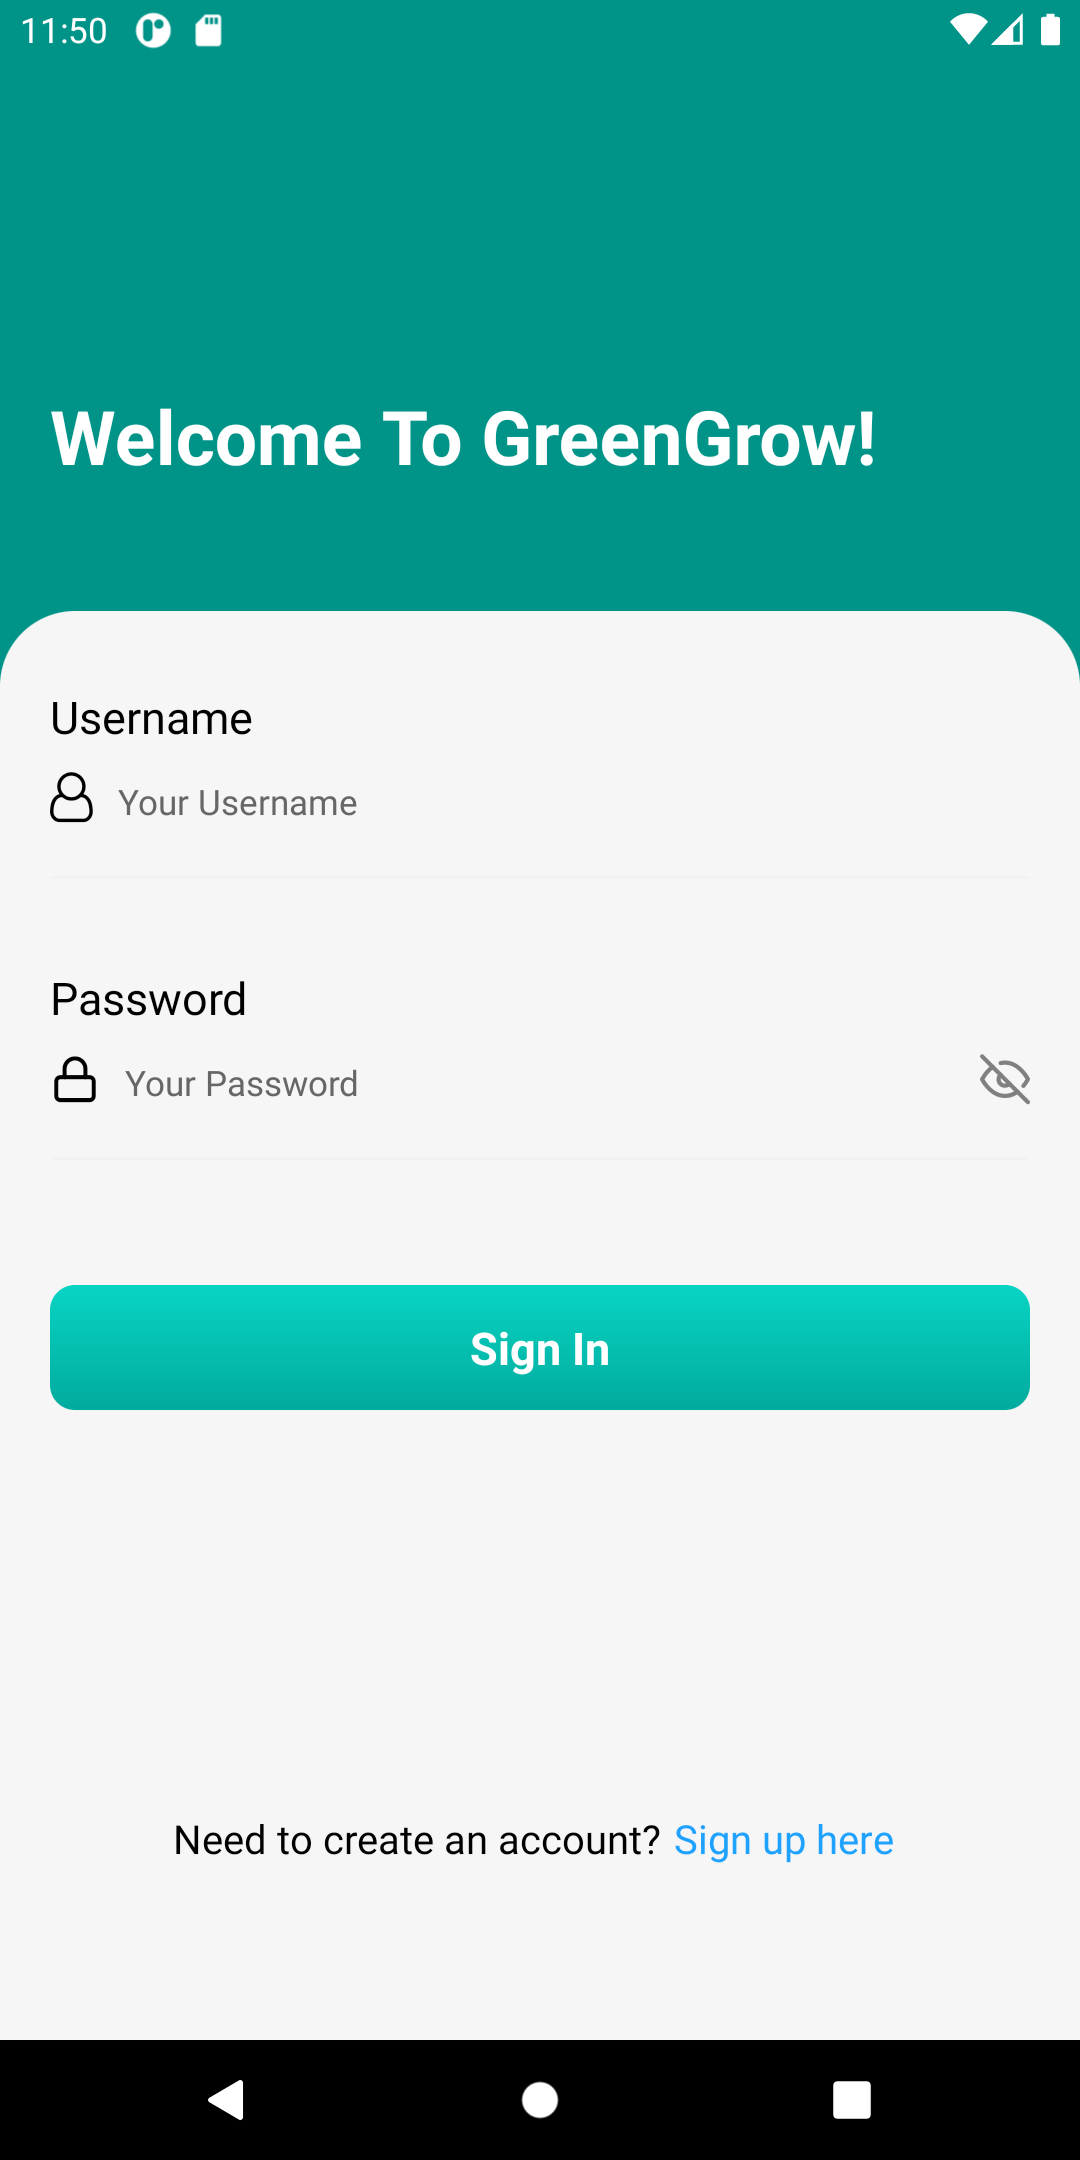 11:50
Welcome To GreenGrow!
Username
Your Username
Password
Your Password
Sign In
Need to create an account? Sign up here